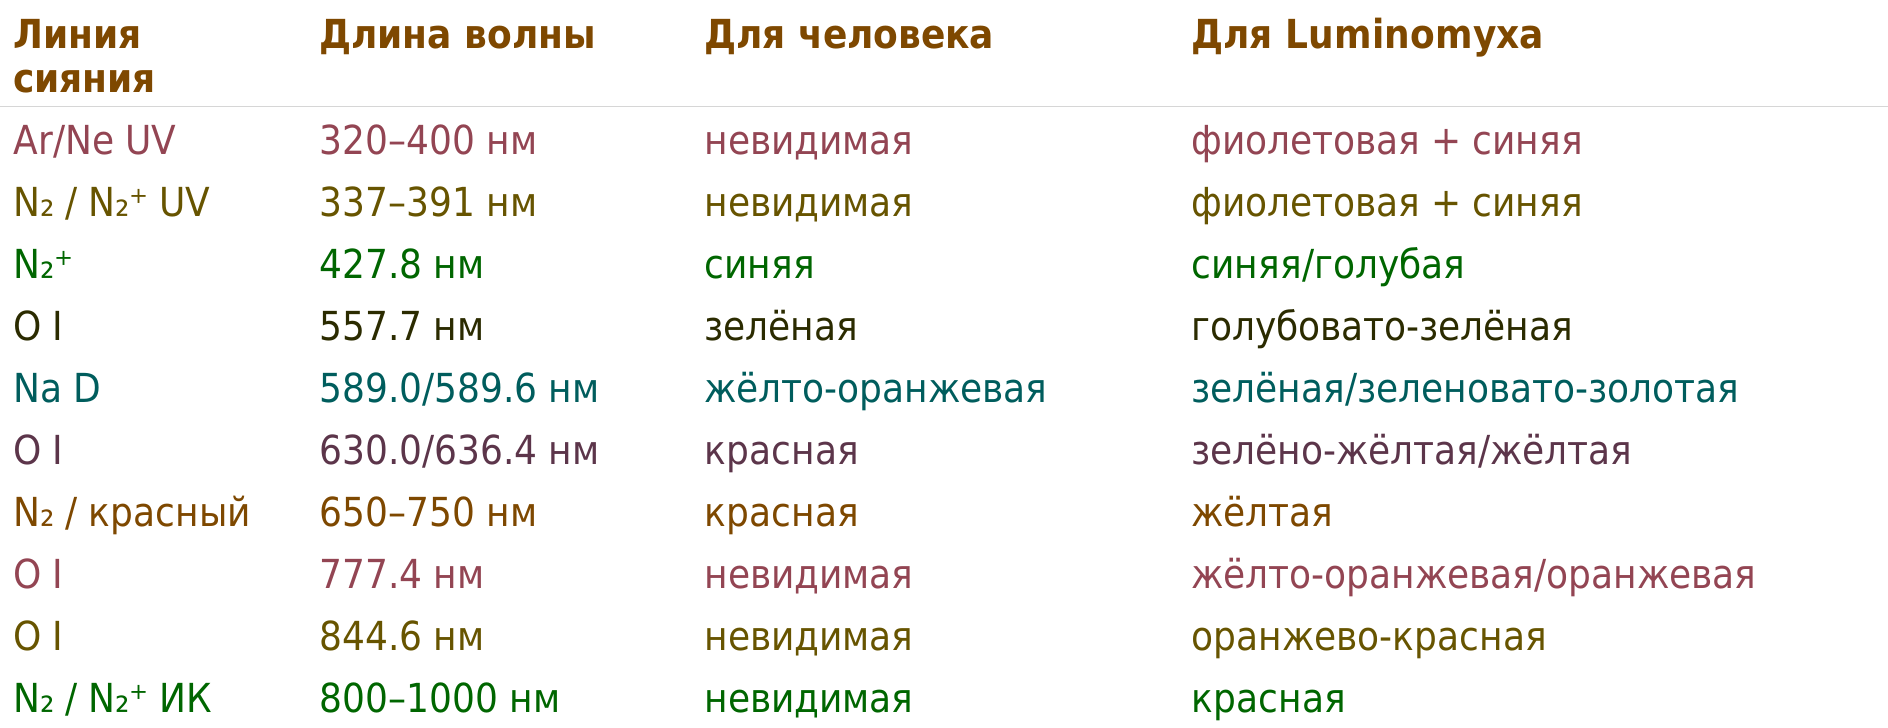 Линия сияния	Длина волны	Для человека	Для Luminomyxa
Ar/Ne UV	320–400 нм	невидимая	фиолетовая + синяя
N₂ / N₂⁺ UV	337–391 нм	невидимая	фиолетовая + синяя
N₂⁺	427.8 нм	синяя	синяя/голубая
O I	557.7 нм	зелёная	голубовато-зелёная
Na D	589.0/589.6 нм	жёлто-оранжевая	зелёная/зеленовато-золотая
O I	630.0/636.4 нм	красная	зелёно-жёлтая/жёлтая
N₂ / красный	650–750 нм	красная	жёлтая
O I	777.4 нм	невидимая	жёлто-оранжевая/оранжевая
O I	844.6 нм	невидимая	оранжево-красная
N₂ / N₂⁺ ИК	800–1000 нм	невидимая	красная